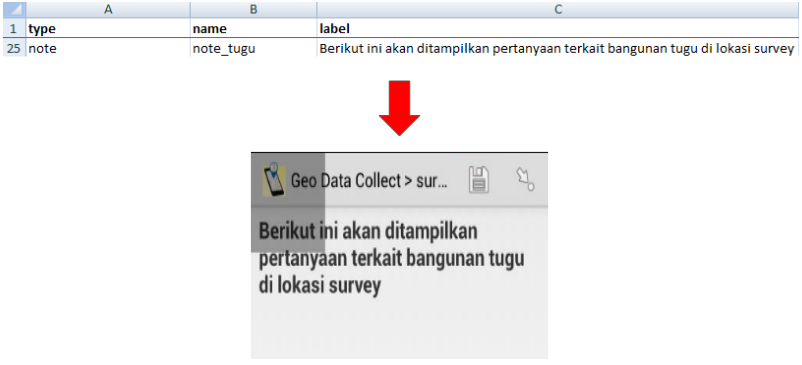 A B C
1 type name label
25 note note_tugu Berikut ini akan ditampilkan pertanyaan terkait bangunan tugu di lokasi survey
Geo Data Collect > sur...
Berikut ini akan ditampilkan
pertanyaan terkait bangunan tugu
di lokasi survey